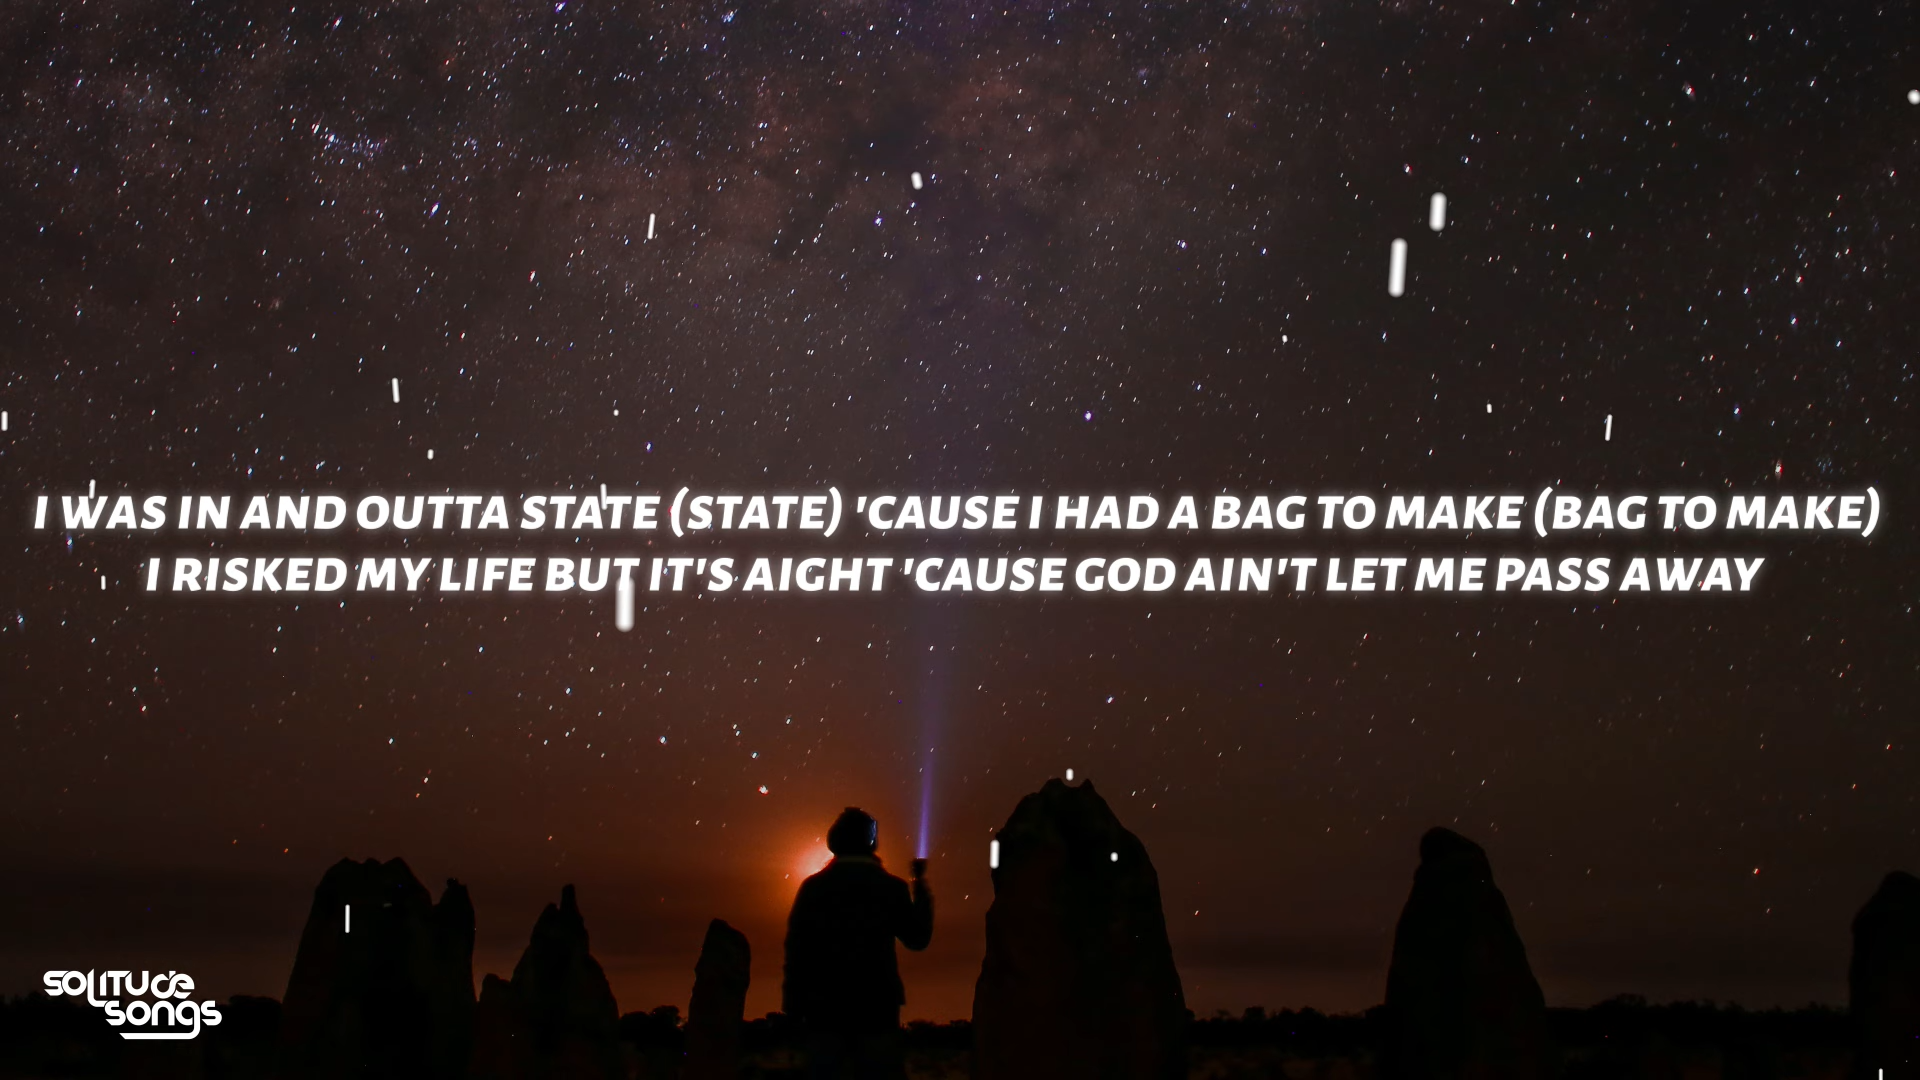 I WAS IN AND OUTTA STATE (STATE) 'CAUSE I HAD A BAG TO MAKE (BAG TO MAKE)
I RISKED MY LIFE BUT IT'S AIGHT 'CAUSE GOD AIN'T LET ME PASS AWAY
SOLITUDE
SONGS